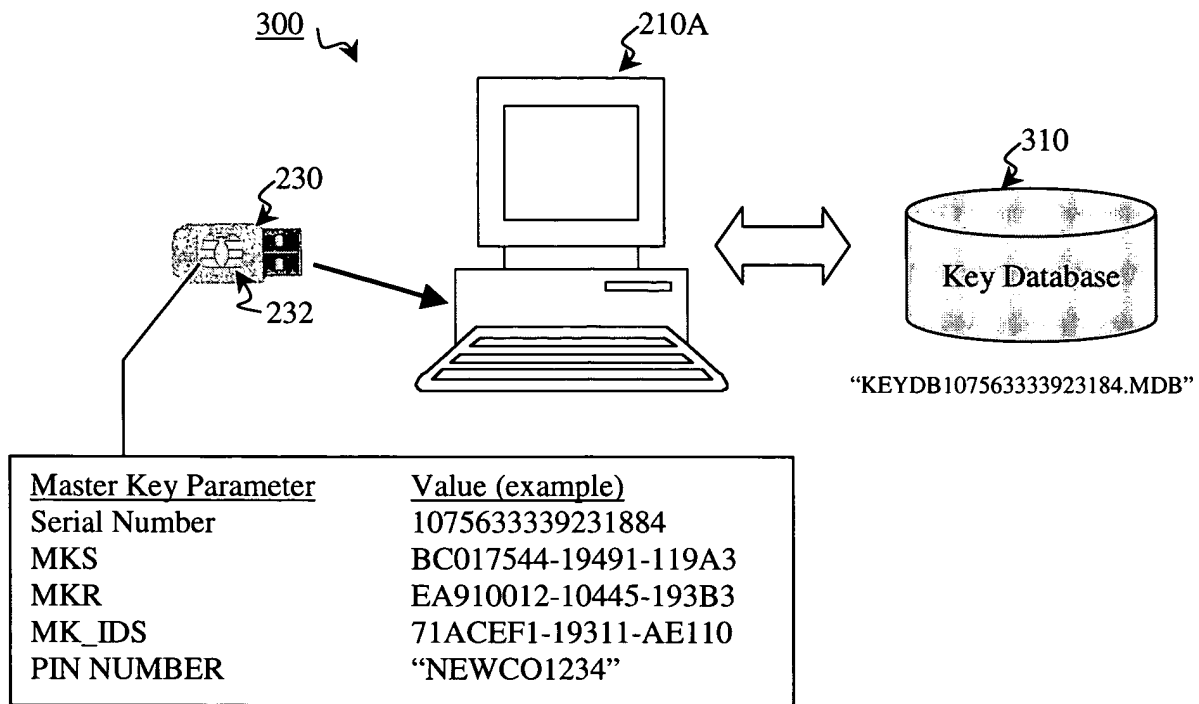 300
210A
310
230
232
Key Database
“KEYDB107563333923184.MDB”
Master Key Parameter Value (example)
Serial Number 1075633339231884
MKS BC017544-19491-119A3
MKR EA910012-10445-193B3
MK_IDS 71ACEF1-19311-AE110
PIN NUMBER “NEWCO1234”